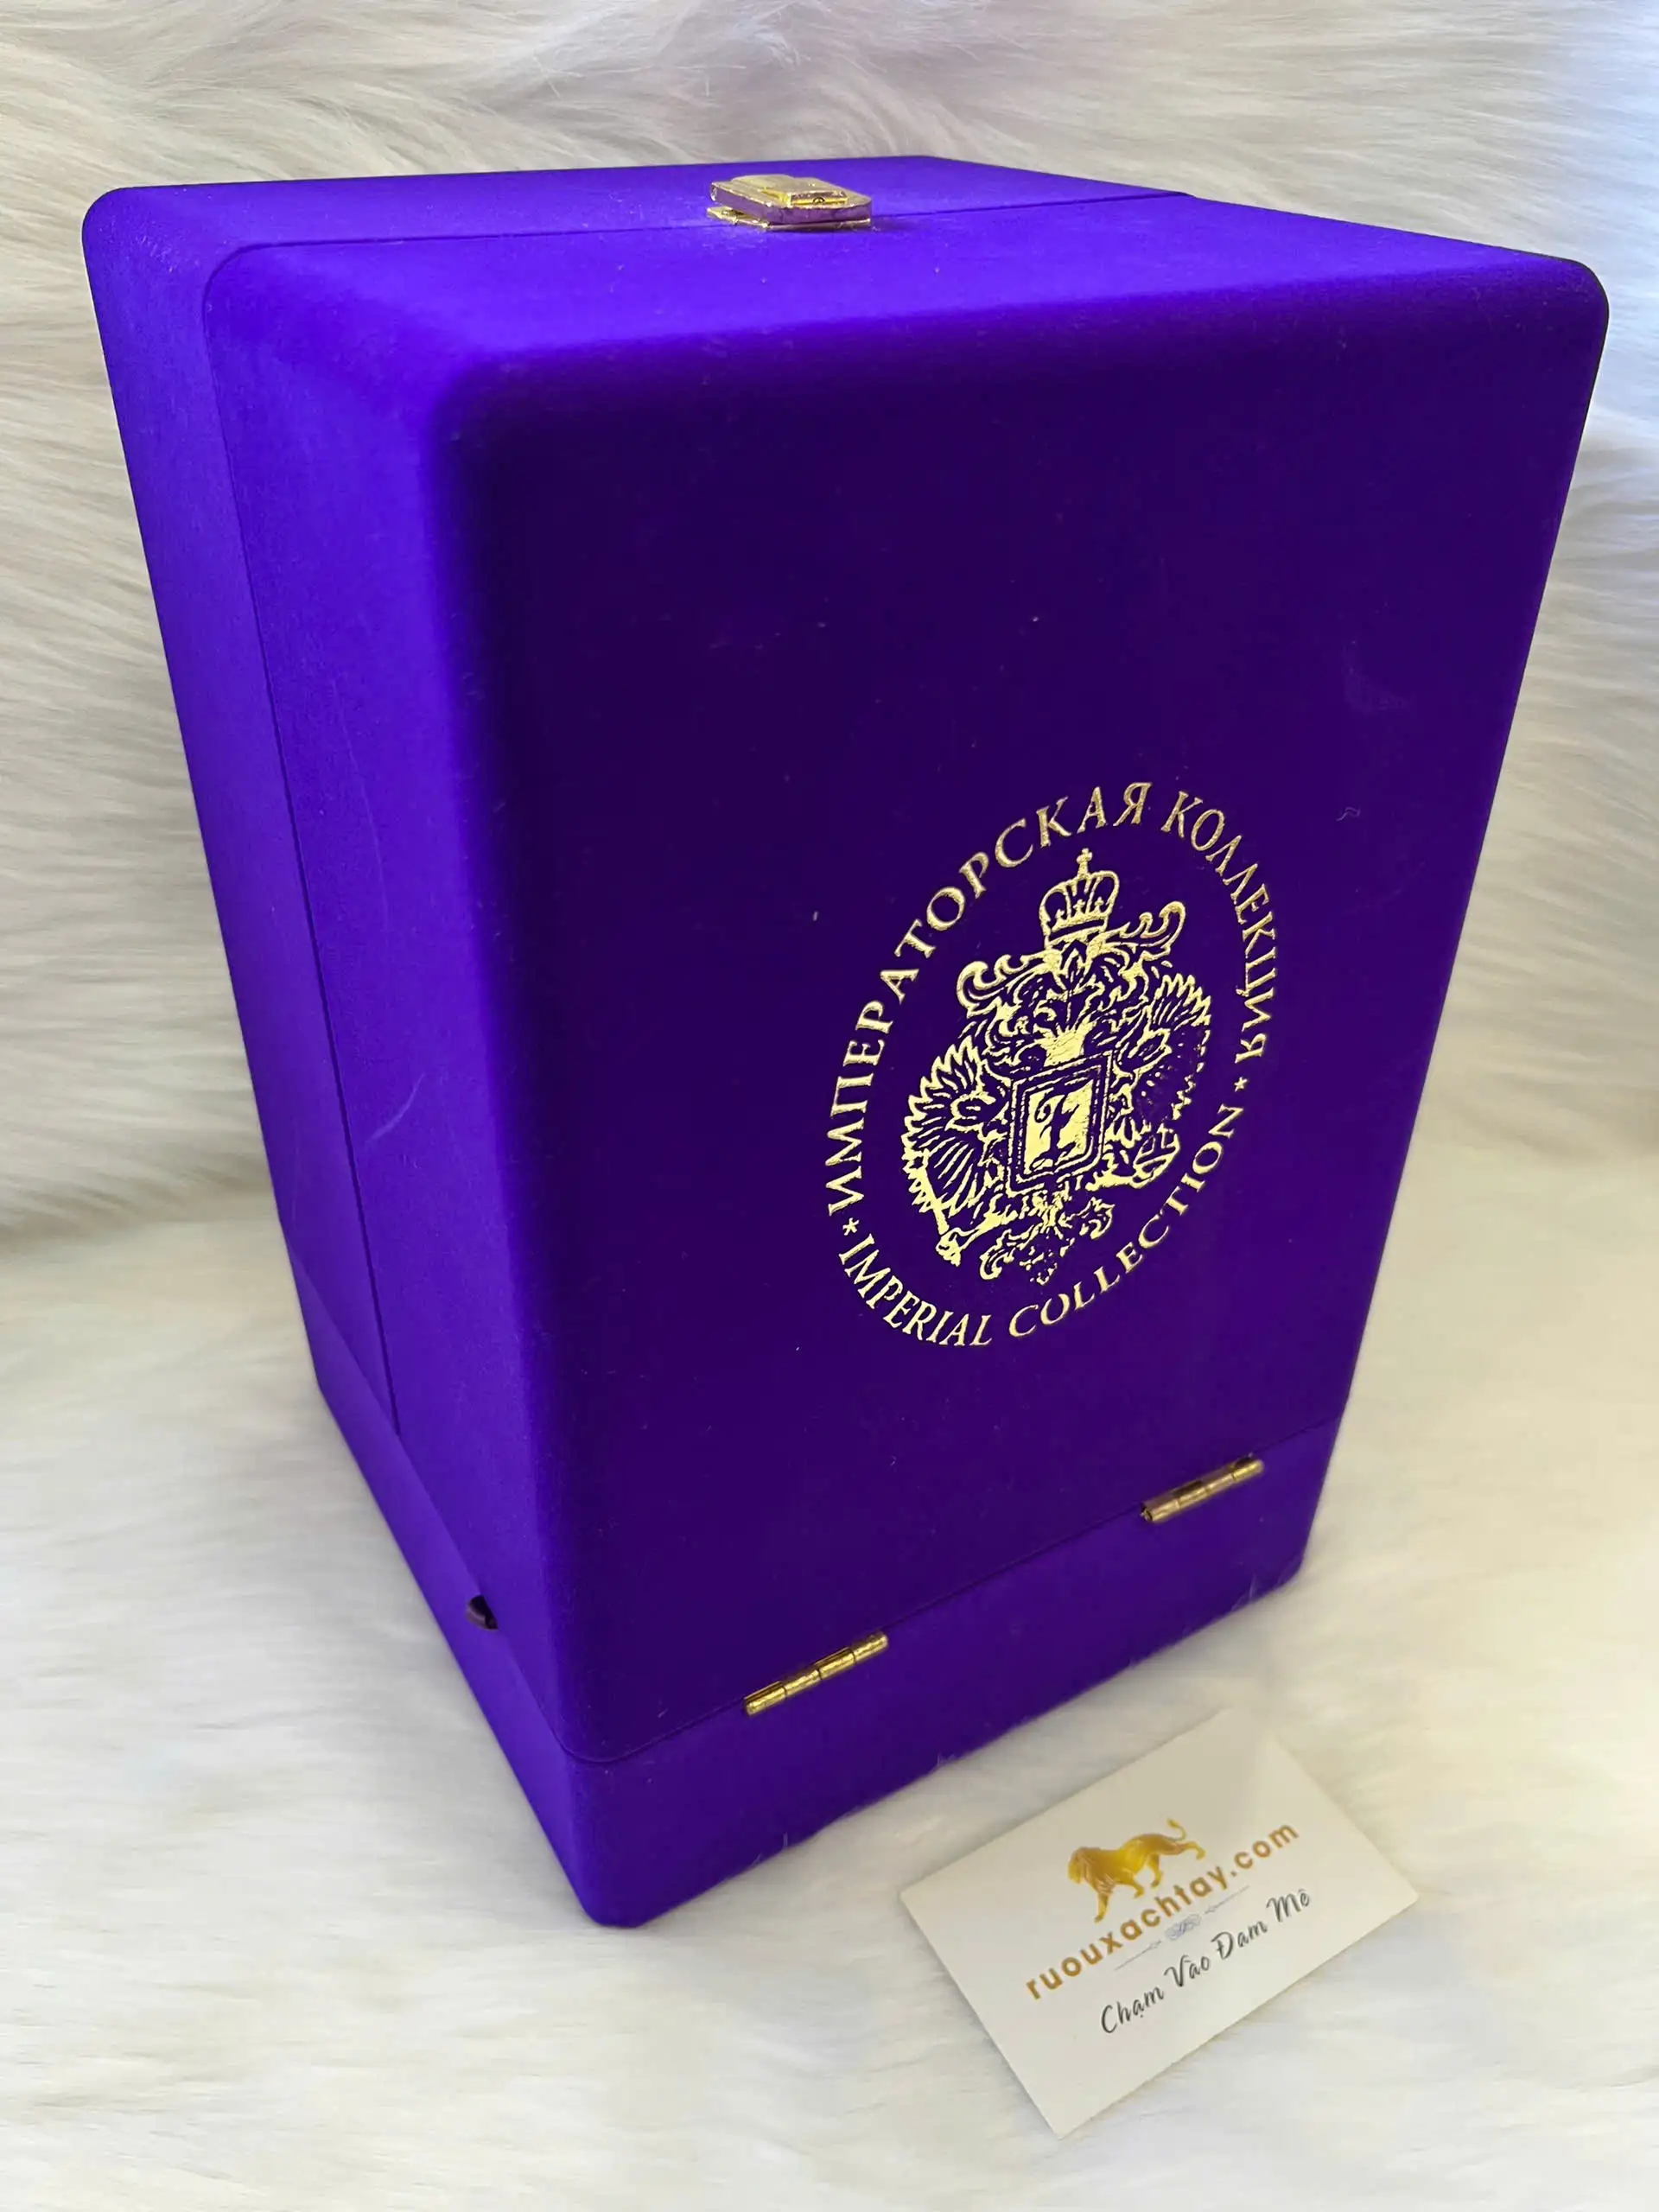 ИМПЕРАТОРСКАЯ КОЛЛЕКЦИЯ
* IMPERIAL COLLECTION *
ruouxachtay.com
Chạm Vào Đam Mê